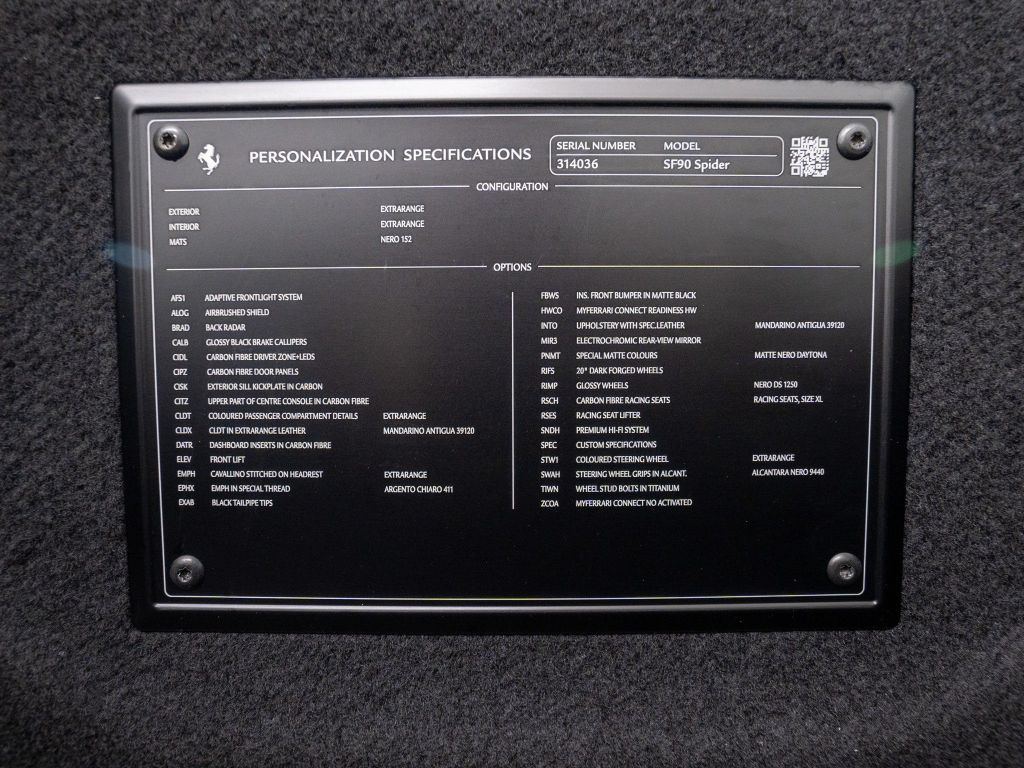 PERSONALIZATION SPECIFICATIONS
SERIAL NUMBER MODEL
314036 SF90 Spider
CONFIGURATION
EXTERIOR EXTRARANGE
INTERIOR EXTRARANGE
MATS NERO 152
OPTIONS
AFS1 ADAPTIVE FRONTLIGHT SYSTEM
ALOG AIRBRUSHED SHIELD
BRAD BACK RADAR
CALB GLOSSY BLACK BRAKE CALLIPERS
CIDL CARBON FIBRE DRIVER ZONE+LEDS
CIPZ CARBON FIBRE DOOR PANELS
CISK EXTERIOR SILL KICKPLATE IN CARBON
CITZ UPPER PART OF CENTRE CONSOLE IN CARBON FIBRE
CLDT COLOURED PASSENGER COMPARTMENT DETAILS EXTRARANGE
CLDX CLDT IN EXTRARANGE LEATHER MANDARINO ANTIGUA 39120
DATR DASHBOARD INSERTS IN CARBON FIBRE
ELEV FRONT LIFT
EMPH CAVALLINO STITCHED ON HEADREST EXTRARANGE
EPHX EMPH IN SPECIAL THREAD ARGENTO CHIARO 411
EXAB BLACK TAILPIPE TIPS
FBWS INS. FRONT BUMPER IN MATTE BLACK
HWCO MYFERRARI CONNECT READINESS HW
INTO UPHOLSTERY WITH SPEC.LEATHER MANDARINO ANTIGUA 39120
MIR3 ELECTROCHROMIC REAR-VIEW MIRROR
PNMT SPECIAL MATTE COLOURS MATTE NERO DAYTONA
RIFS 20" DARK FORGED WHEELS
RIMP GLOSSY WHEELS NERO DS 1250
RSCH CARBON FIBRE RACING SEATS RACING SEATS, SIZE XL
RSES RACING SEAT LIFTER
SNDH PREMIUM HI-FI SYSTEM
SPEC CUSTOM SPECIFICATIONS
STW1 COLOURED STEERING WHEEL EXTRARANGE
SWAH STEERING WHEEL GRIPS IN ALCANT. ALCANTARA NERO 9440
TIWN WHEEL STUD BOLTS IN TITANIUM
ZCOA MYFERRARI CONNECT NO ACTIVATED